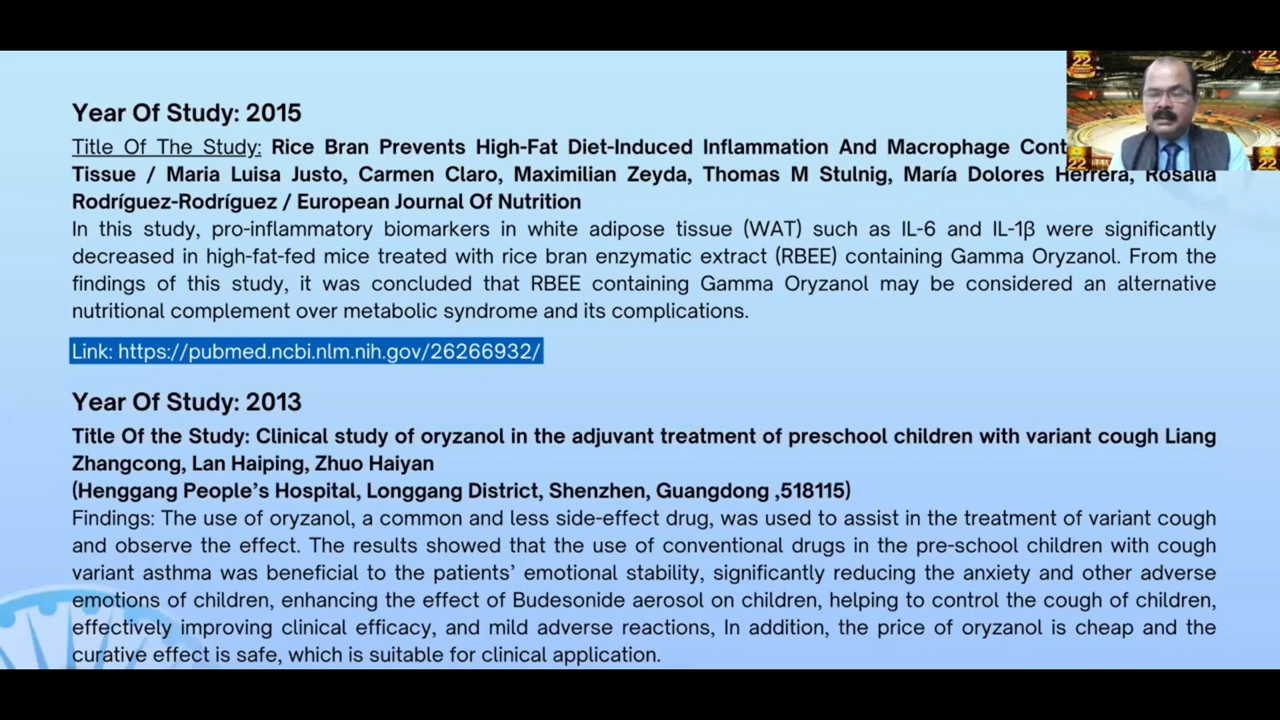 22
22
Year Of Study: 2015
Title Of The Study: Rice Bran Prevents High-Fat Diet-Induced Inflammation And Macrophage Cont
22
22
Tissue / Maria Luisa Justo, Carmen Claro, Maximilian Zeyda, Thomas M Stulnig, María Dolores Herrera, Rosalía
Rodríguez-Rodríguez / European Journal Of Nutrition
In this study, pro-inflammatory biomarkers in white adipose tissue (WAT) such as IL-6 and IL-1β were significantly
decreased in high-fat-fed mice treated with rice bran enzymatic extract (RBEE) containing Gamma Oryzanol. From the
findings of this study, it was concluded that RBEE containing Gamma Oryzanol may be considered an alternative
nutritional complement over metabolic syndrome and its complications.
Link: https://pubmed.ncbi.nlm.nih.gov/26266932/
Year Of Study: 2013
Title Of the Study: Clinical study of oryzanol in the adjuvant treatment of preschool children with variant cough Liang
Zhangcong, Lan Haiping, Zhuo Haiyan
(Henggang People’s Hospital, Longgang District, Shenzhen, Guangdong ,518115)
Findings: The use of oryzanol, a common and less side-effect drug, was used to assist in the treatment of variant cough
and observe the effect. The results showed that the use of conventional drugs in the pre-school children with cough
variant asthma was beneficial to the patients’ emotional stability, significantly reducing the anxiety and other adverse
emotions of children, enhancing the effect of Budesonide aerosol on children, helping to control the cough of children,
effectively improving clinical efficacy, and mild adverse reactions, In addition, the price of oryzanol is cheap and the
curative effect is safe, which is suitable for clinical application.